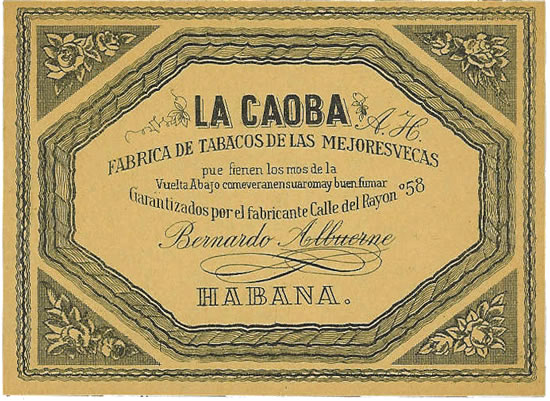 LA CAOBA
A. H.
FABRICA DE TABACOS DE LAS MEJORESVECAS
pue fienen los mos de la
Vuelta Abajo comeveranensuaromay buen fumar
Garantizados por el fabricante Calle del Rayon º58
Bernardo Albuerne
HABANA.